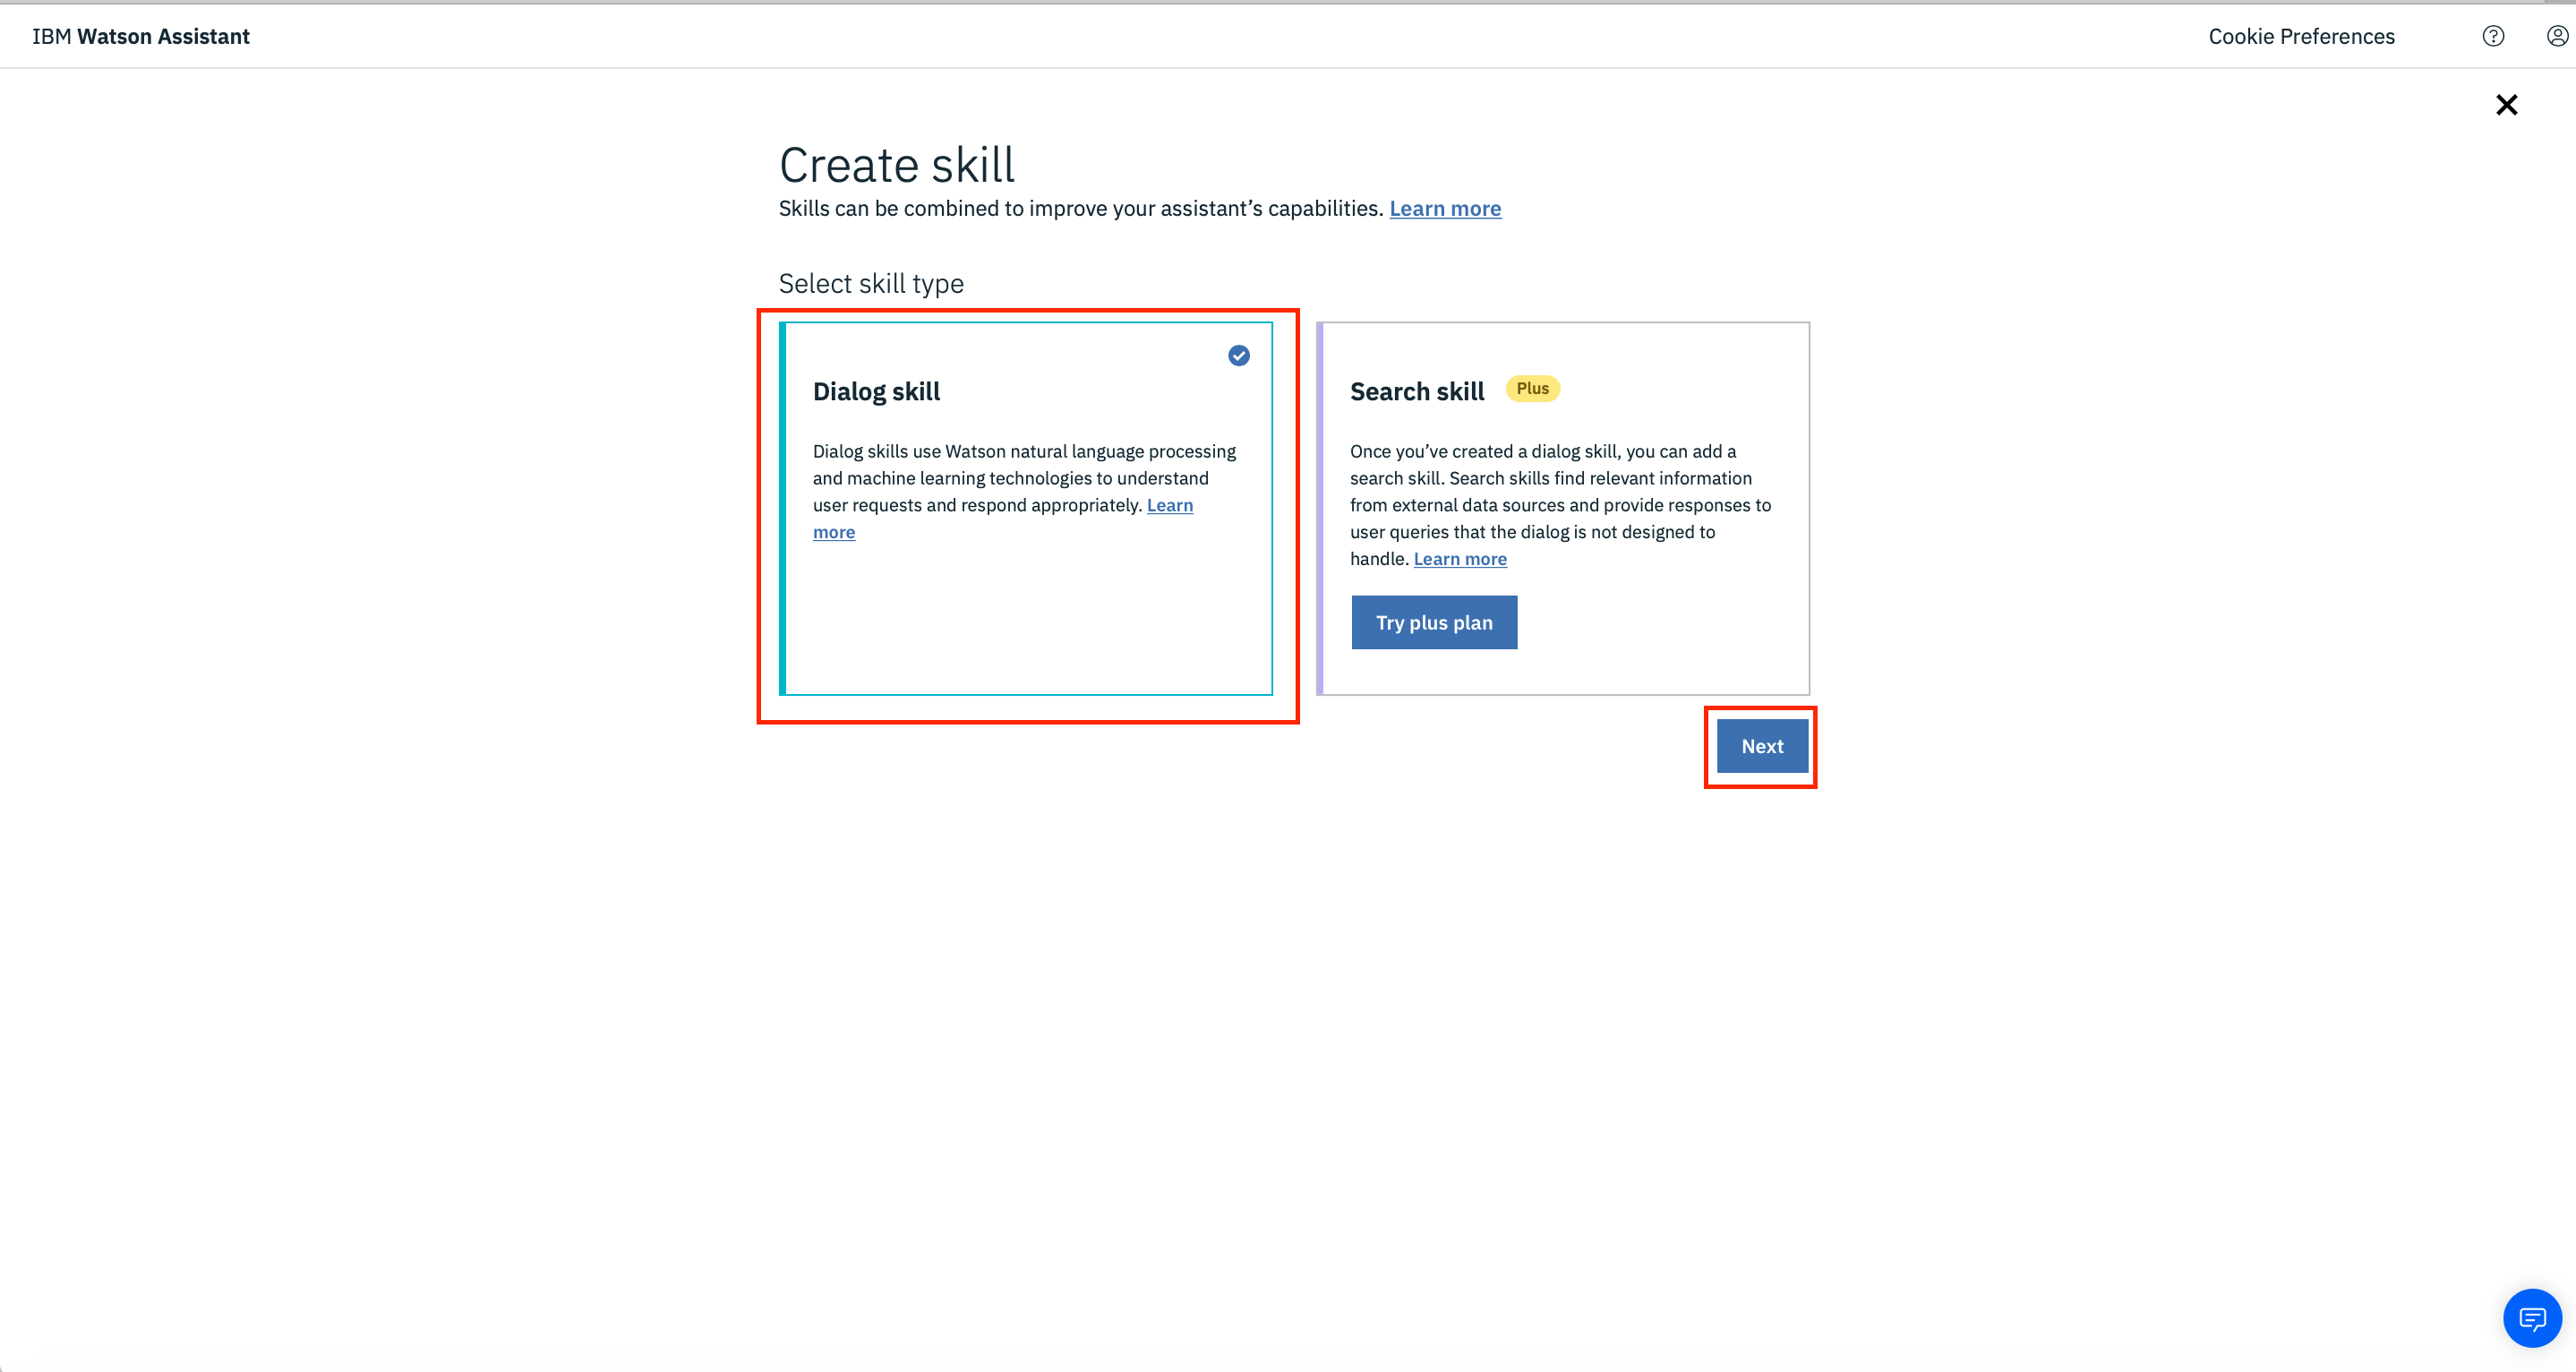 IBM Watson Assistant
Cookie Preferences
Create skill
Skills can be combined to improve your assistant’s capabilities. Learn more
Select skill type
Dialog skill
Dialog skills use Watson natural language processing
and machine learning technologies to understand
user requests and respond appropriately. Learn
more
Search skill Plus
Once you’ve created a dialog skill, you can add a
search skill. Search skills find relevant information
from external data sources and provide responses to
user queries that the dialog is not designed to
handle. Learn more
Try plus plan
Next